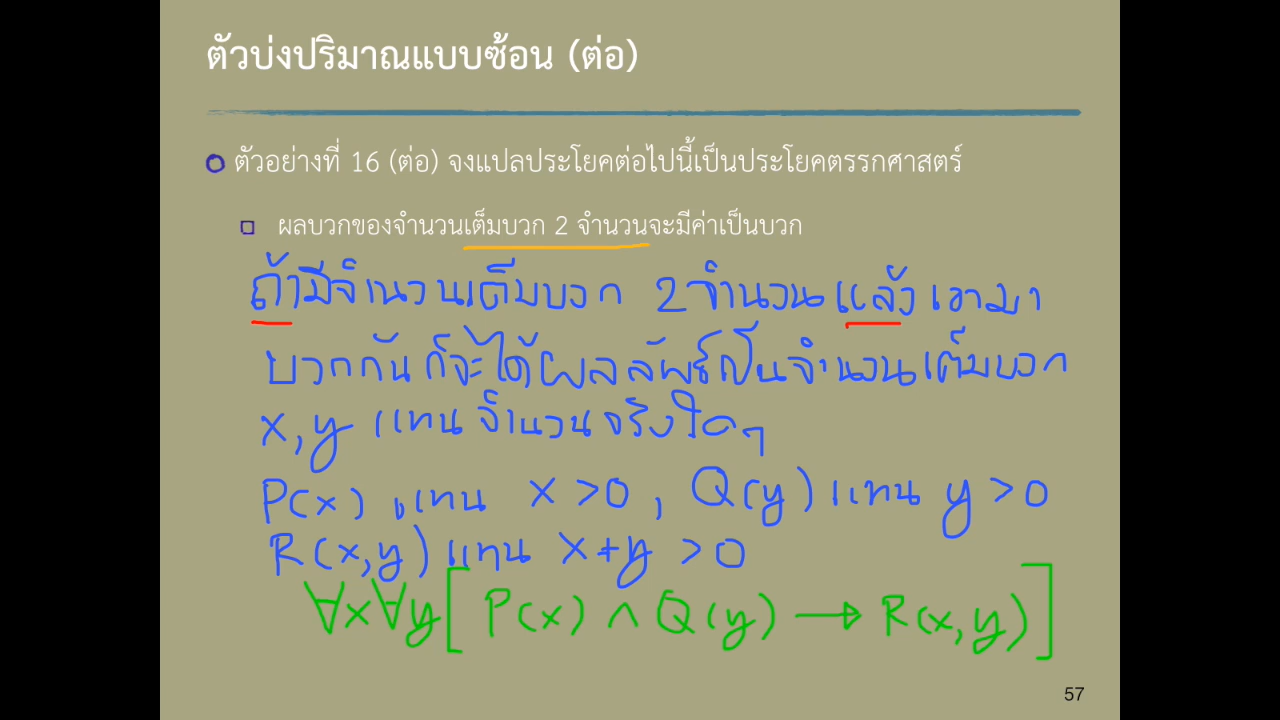 ตัวบ่งปริมาณแบบซ้อน (ต่อ)
ตัวอย่างที่ 16 (ต่อ) จงแปลประโยคต่อไปนี้เป็นประโยคตรรกศาสตร์
ผลบวกของจำนวนเต็มบวก 2 จำนวนจะมีค่าเป็นบวก
ถ้ามีจำนวนเต็มบวก 2 จำนวนแล้วเอามา
บวกกันก็จะได้ผลลัพธ์เป็นจำนวนเต็มบวก
x, y แทน จำนวนจริงใดๆ
P(x) แทน x > 0 , Q(y) แทน y > 0
R(x,y) แทน x+y > 0
∀x∀y[ P(x) ∧ Q(y) → R(x,y) ]
57